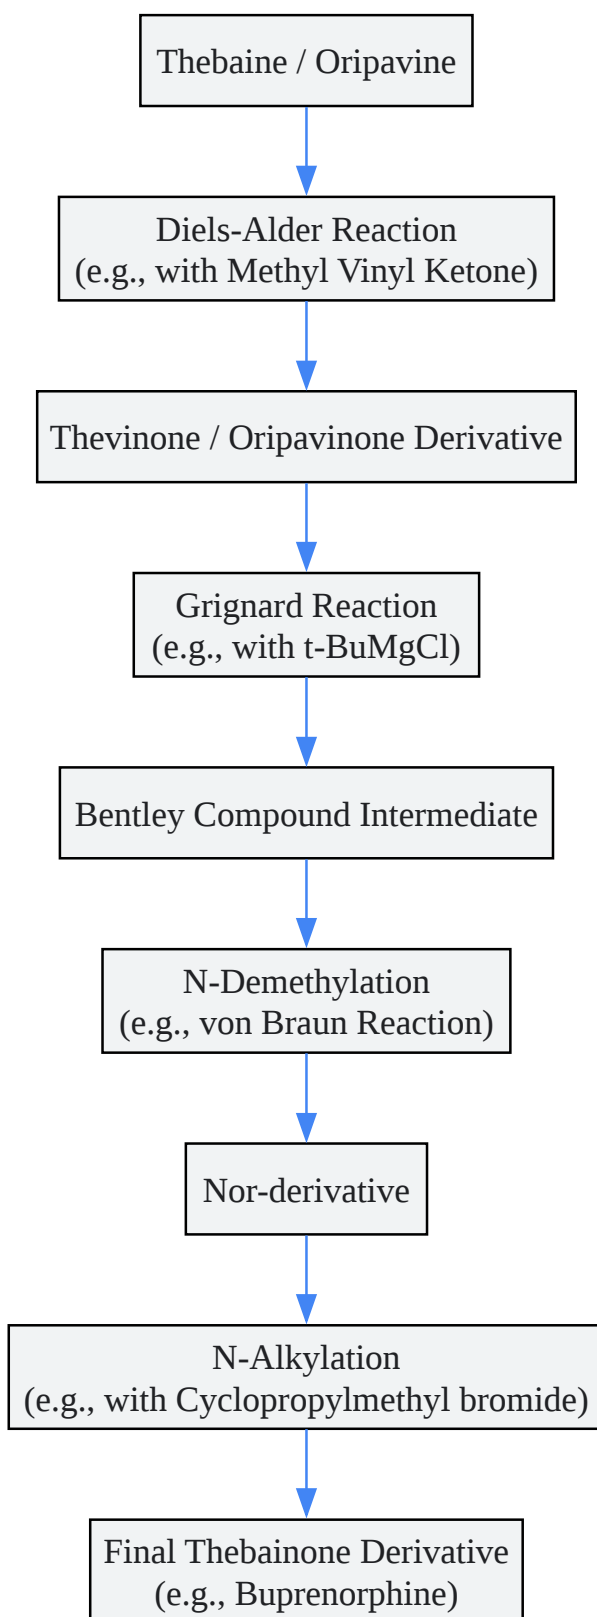 Thebaine / Oripavine
Diels-Alder Reaction
(e.g., with Methyl Vinyl Ketone)
Thevinone / Oripavinone Derivative
Grignard Reaction
(e.g., with t-BuMgCl)
Bentley Compound Intermediate
N-Demethylation
(e.g., von Braun Reaction)
Nor-derivative
N-Alkylation
(e.g., with Cyclopropylmethyl bromide)
Final Thebainone Derivative
(e.g., Buprenorphine)